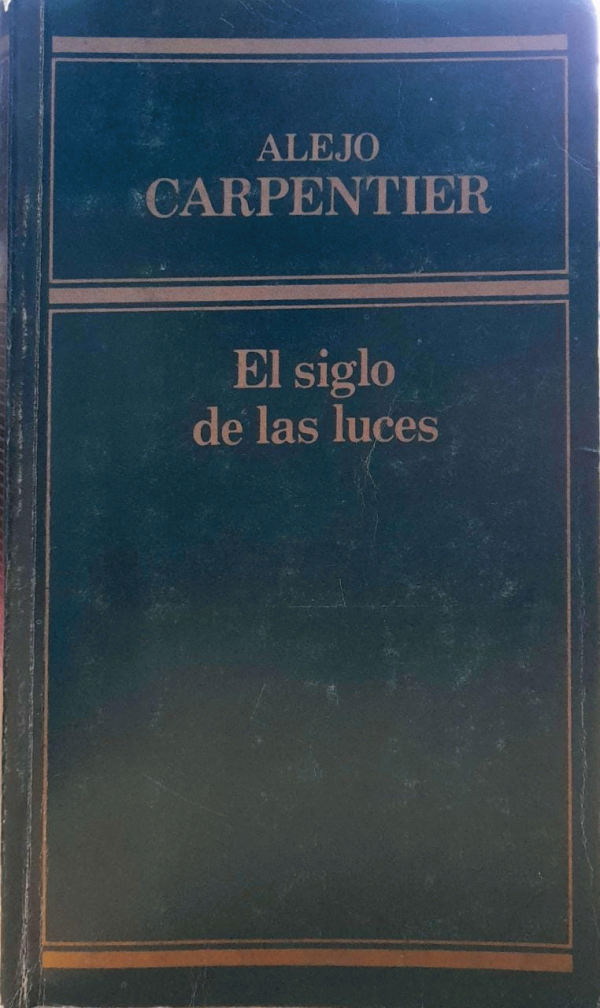 ALEJO
CARPENTIER
El siglo
de las luces